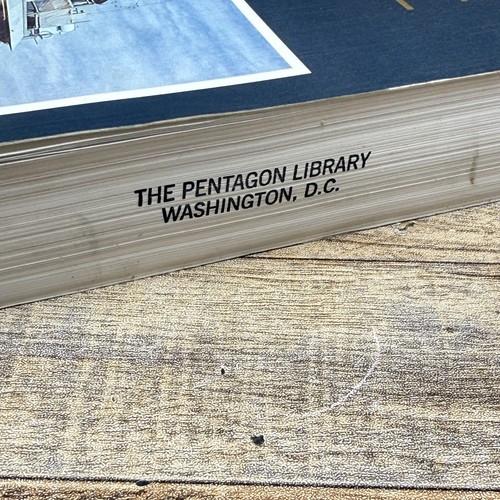 THE PENTAGON LIBRARY
WASHINGTON, D.C.